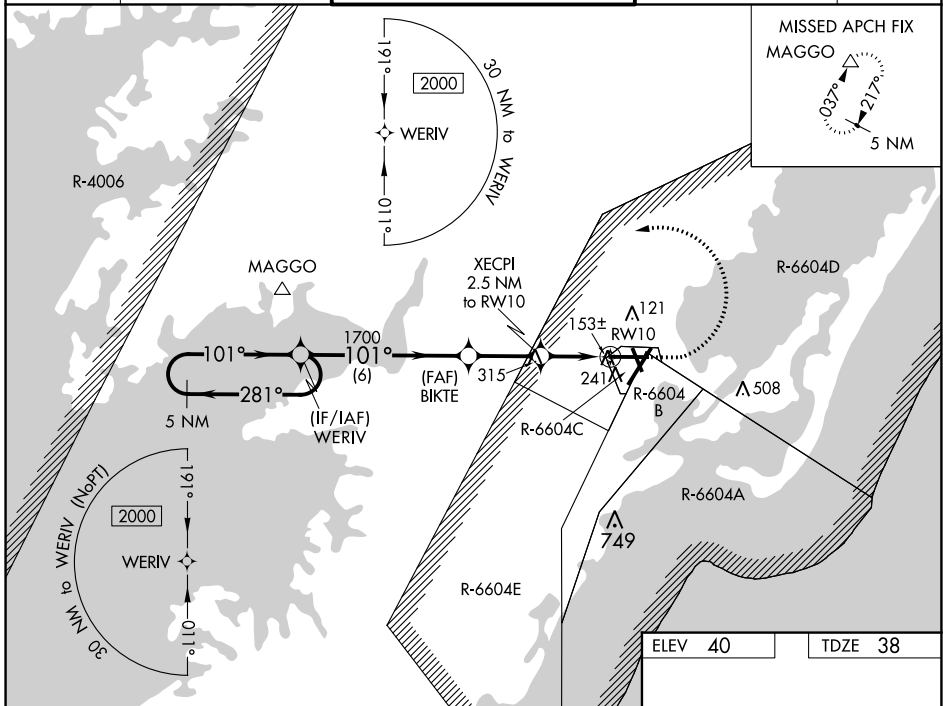 MISSED APCH FIX
MAGGO
037°
217°
5 NM
191°
2000
30 NM to WERIV
WERIV
011°
R-4006
MAGGO
XECPI
2.5 NM
to RW10
R-6604D
153±
121
RW10
1700
101°
101°
(6)
315
241
281°
(FAF)
BIKTE
R-6604
B
508
5 NM
(IF/IAF)
WERIV
R-6604C
R-6604A
191°
30 NM to WERIV (NoPT)
2000
749
WERIV
R-6604E
011°
ELEV 40
TDZE 38